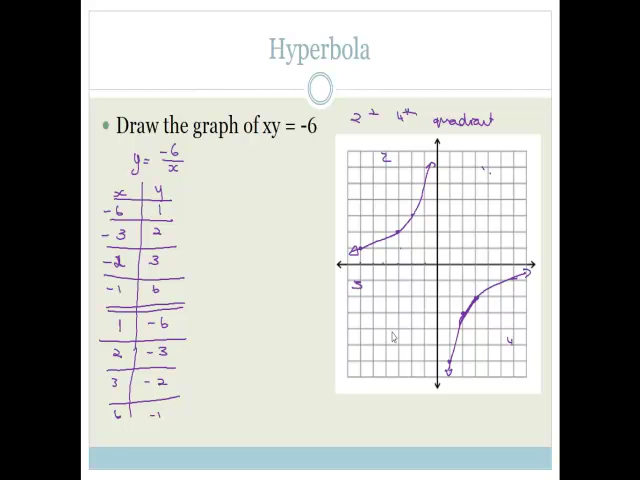 Hyperbola
• Draw the graph of xy = -6
y = -6/x
x y
-6 1
-3 2
-2 3
-1 6
1 -6
2 -3
3 -2
6 -1
2 4th quadrant
2
3
4